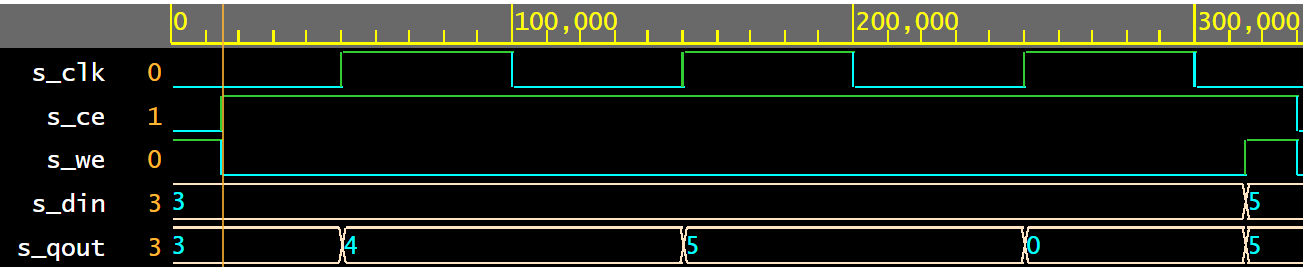 0 100,000 200,000 300,000
s_clk 0
s_ce 1
s_we 0
s_din 3 3 5
s_qout 3 3 4 5 0 5